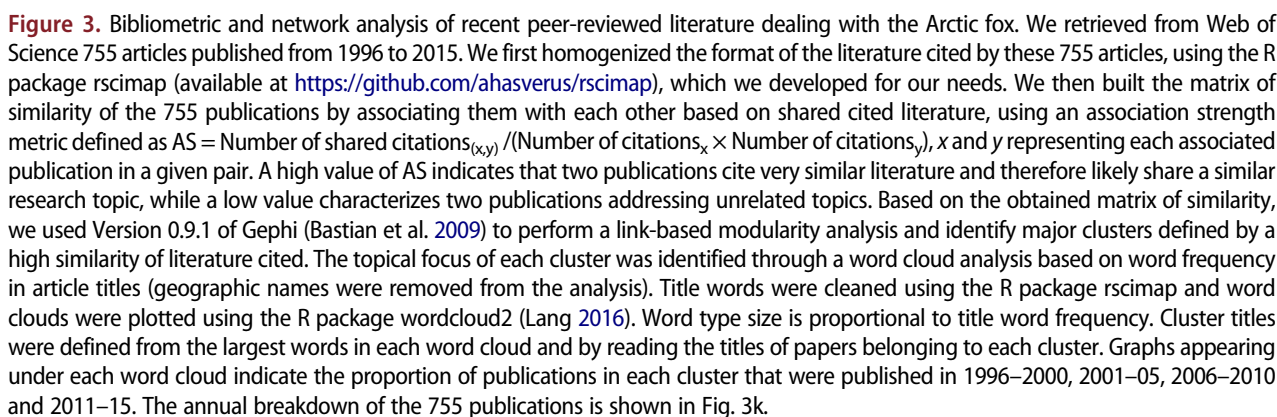 Figure 3. Bibliometric and network analysis of recent peer-reviewed literature dealing with the Arctic fox. We retrieved from Web of
Science 755 articles published from 1996 to 2015. We first homogenized the format of the literature cited by these 755 articles, using the R
package rscimap (available at https://github.com/ahasverus/rscimap), which we developed for our needs. We then built the matrix of
similarity of the 755 publications by associating them with each other based on shared cited literature, using an association strength
metric defined as AS = Number of shared citations(x,y) /(Number of citationsx × Number of citationsy), x and y representing each associated
publication in a given pair. A high value of AS indicates that two publications cite very similar literature and therefore likely share a similar
research topic, while a low value characterizes two publications addressing unrelated topics. Based on the obtained matrix of similarity,
we used Version 0.9.1 of Gephi (Bastian et al. 2009) to perform a link-based modularity analysis and identify major clusters defined by a
high similarity of literature cited. The topical focus of each cluster was identified through a word cloud analysis based on word frequency
in article titles (geographic names were removed from the analysis). Title words were cleaned using the R package rscimap and word
clouds were plotted using the R package wordcloud2 (Lang 2016). Word type size is proportional to title word frequency. Cluster titles
were defined from the largest words in each word cloud and by reading the titles of papers belonging to each cluster. Graphs appearing
under each word cloud indicate the proportion of publications in each cluster that were published in 1996–2000, 2001–05, 2006–2010
and 2011–15. The annual breakdown of the 755 publications is shown in Fig. 3k.